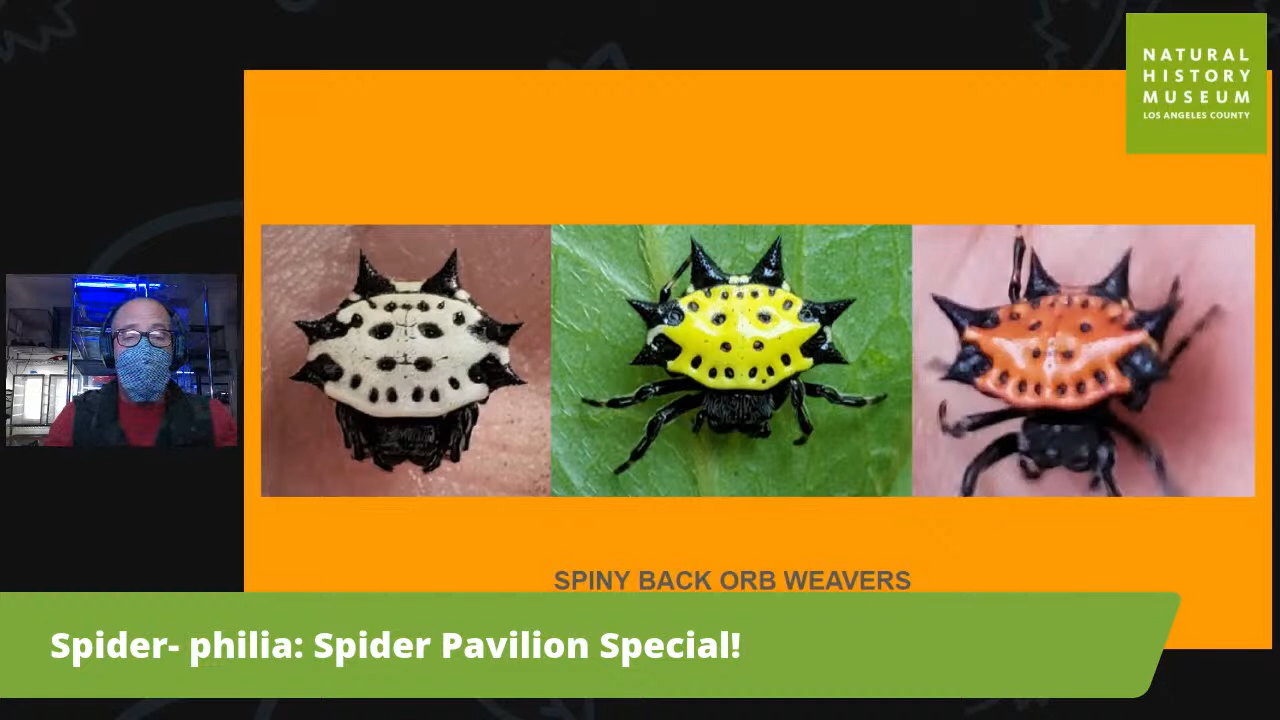 NATURAL
HISTORY
MUSEUM
LOS ANGELES COUNTY
SPINY BACK ORB WEAVERS
Spider- philia: Spider Pavilion Special!